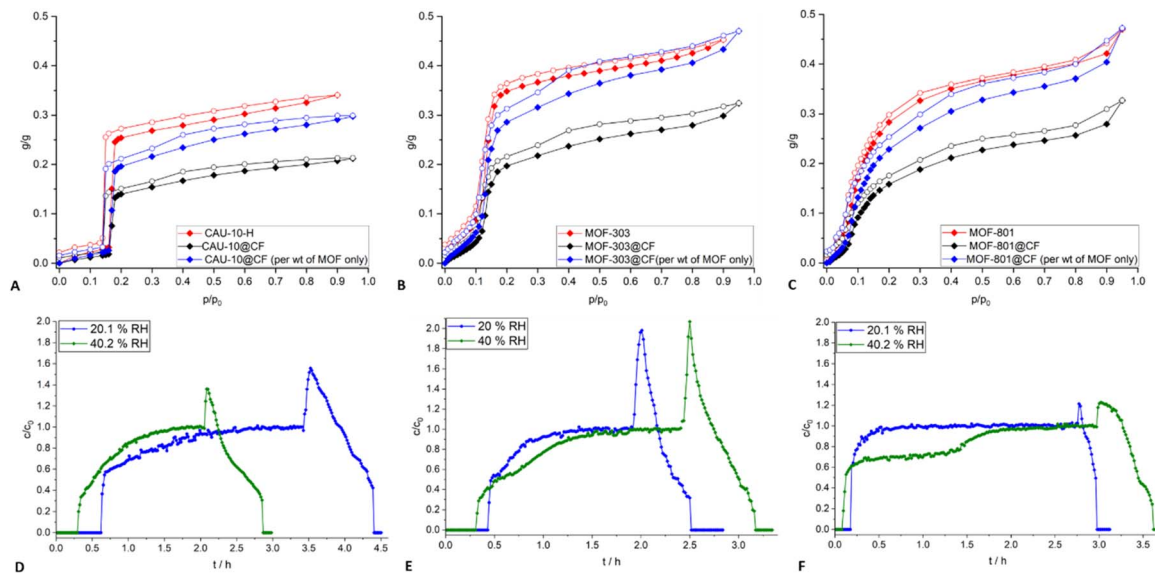 0.5
0.4
0.3
0.2
0.1
0.0
g/g
CAU-10-H
CAU-10@CF
CAU-10@CF (per wt of MOF only)
0.0 0.1 0.2 0.3 0.4 0.5 0.6 0.7 0.8 0.9 1.0
A
p/p0
0.5
0.4
0.3
0.2
0.1
0.0
g/g
MOF-303
MOF-303@CF
MOF-303@CF(per wt of MOF only)
0.0 0.1 0.2 0.3 0.4 0.5 0.6 0.7 0.8 0.9 1.0
B
p/p0
0.5
0.4
0.3
0.2
0.1
0.0
g/g
MOF-801
MOF-801@CF
MOF-801@CF (per wt of MOF only)
0.0 0.1 0.2 0.3 0.4 0.5 0.6 0.7 0.8 0.9 1.0
C
p/p0
2.0
1.8
1.6
1.4
1.2
1.0
0.8
0.6
0.4
0.2
0.0
c/c0
20.1 % RH
40.2 % RH
0.0 0.5 1.0 1.5 2.0 2.5 3.0 3.5 4.0 4.5
D
t / h
2.0
1.8
1.6
1.4
1.2
1.0
0.8
0.6
0.4
0.2
0.0
c/c0
20 % RH
40 % RH
0.0 0.5 1.0 1.5 2.0 2.5 3.0
E
t / h
2.0
1.8
1.6
1.4
1.2
1.0
0.8
0.6
0.4
0.2
0.0
c/c0
20.1 % RH
40.2 % RH
0.0 0.5 1.0 1.5 2.0 2.5 3.0 3.5
F
t / h